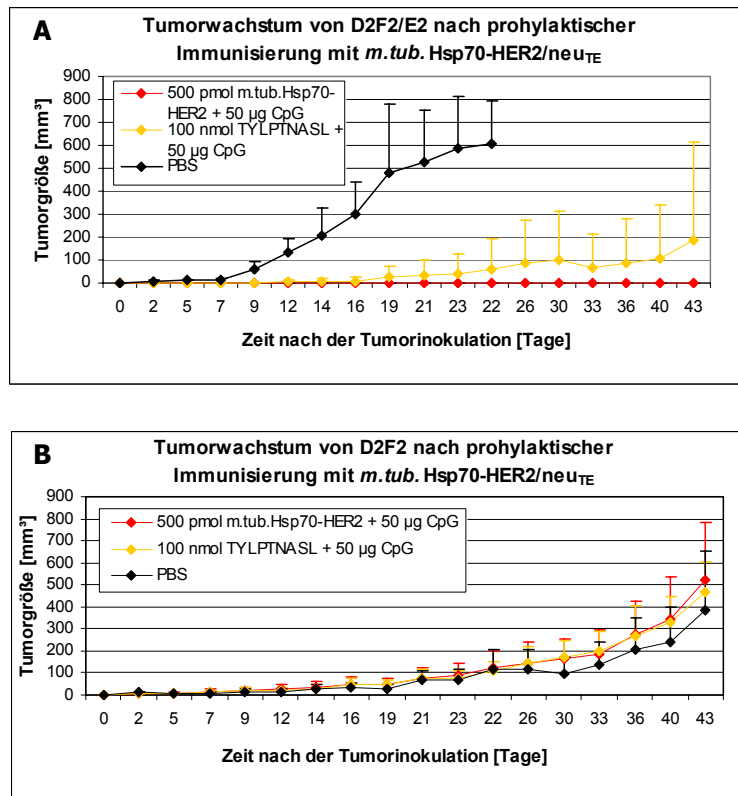 A
Tumorwachstum von D2F2/E2 nach prohylaktischer
Immunisierung mit m.tub. Hsp70-HER2/neuTE
Tumorgröße [mm³]
900
800
700
600
500
400
300
200
100
0
500 pmol m.tub.Hsp70-
HER2 + 50 µg CpG
100 nmol TYLPTNASL +
50 µg CpG
PBS
0 2 5 7 9 12 14 16 19 21 23 22 26 30 33 36 40 43
Zeit nach der Tumorinokulation [Tage]
B
Tumorwachstum von D2F2 nach prohylaktischer
Immunisierung mit m.tub. Hsp70-HER2/neuTE
Tumorgröße [mm³]
900
800
700
600
500
400
300
200
100
0
500 pmol m.tub.Hsp70-HER2 + 50 µg CpG
100 nmol TYLPTNASL + 50 µg CpG
PBS
0 2 5 7 9 12 14 16 19 21 23 22 26 30 33 36 40 43
Zeit nach der Tumorinokulation [Tage]